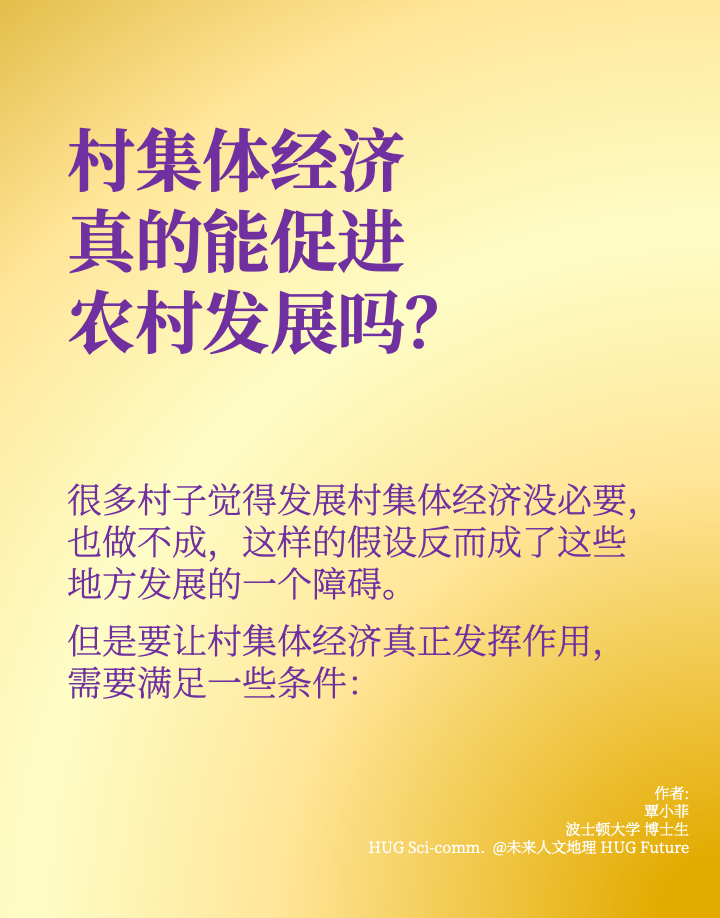 村集体经济
真的能促进
农村发展吗？
很多村子觉得发展村集体经济没必要，
也做不成，这样的假设反而成了这些
地方发展的一个障碍。
但是要让村集体经济真正发挥作用，
需要满足一些条件：
作者:
覃小菲
波士顿大学 博士生
HUG Sci-comm. @未来人文地理 HUG Future